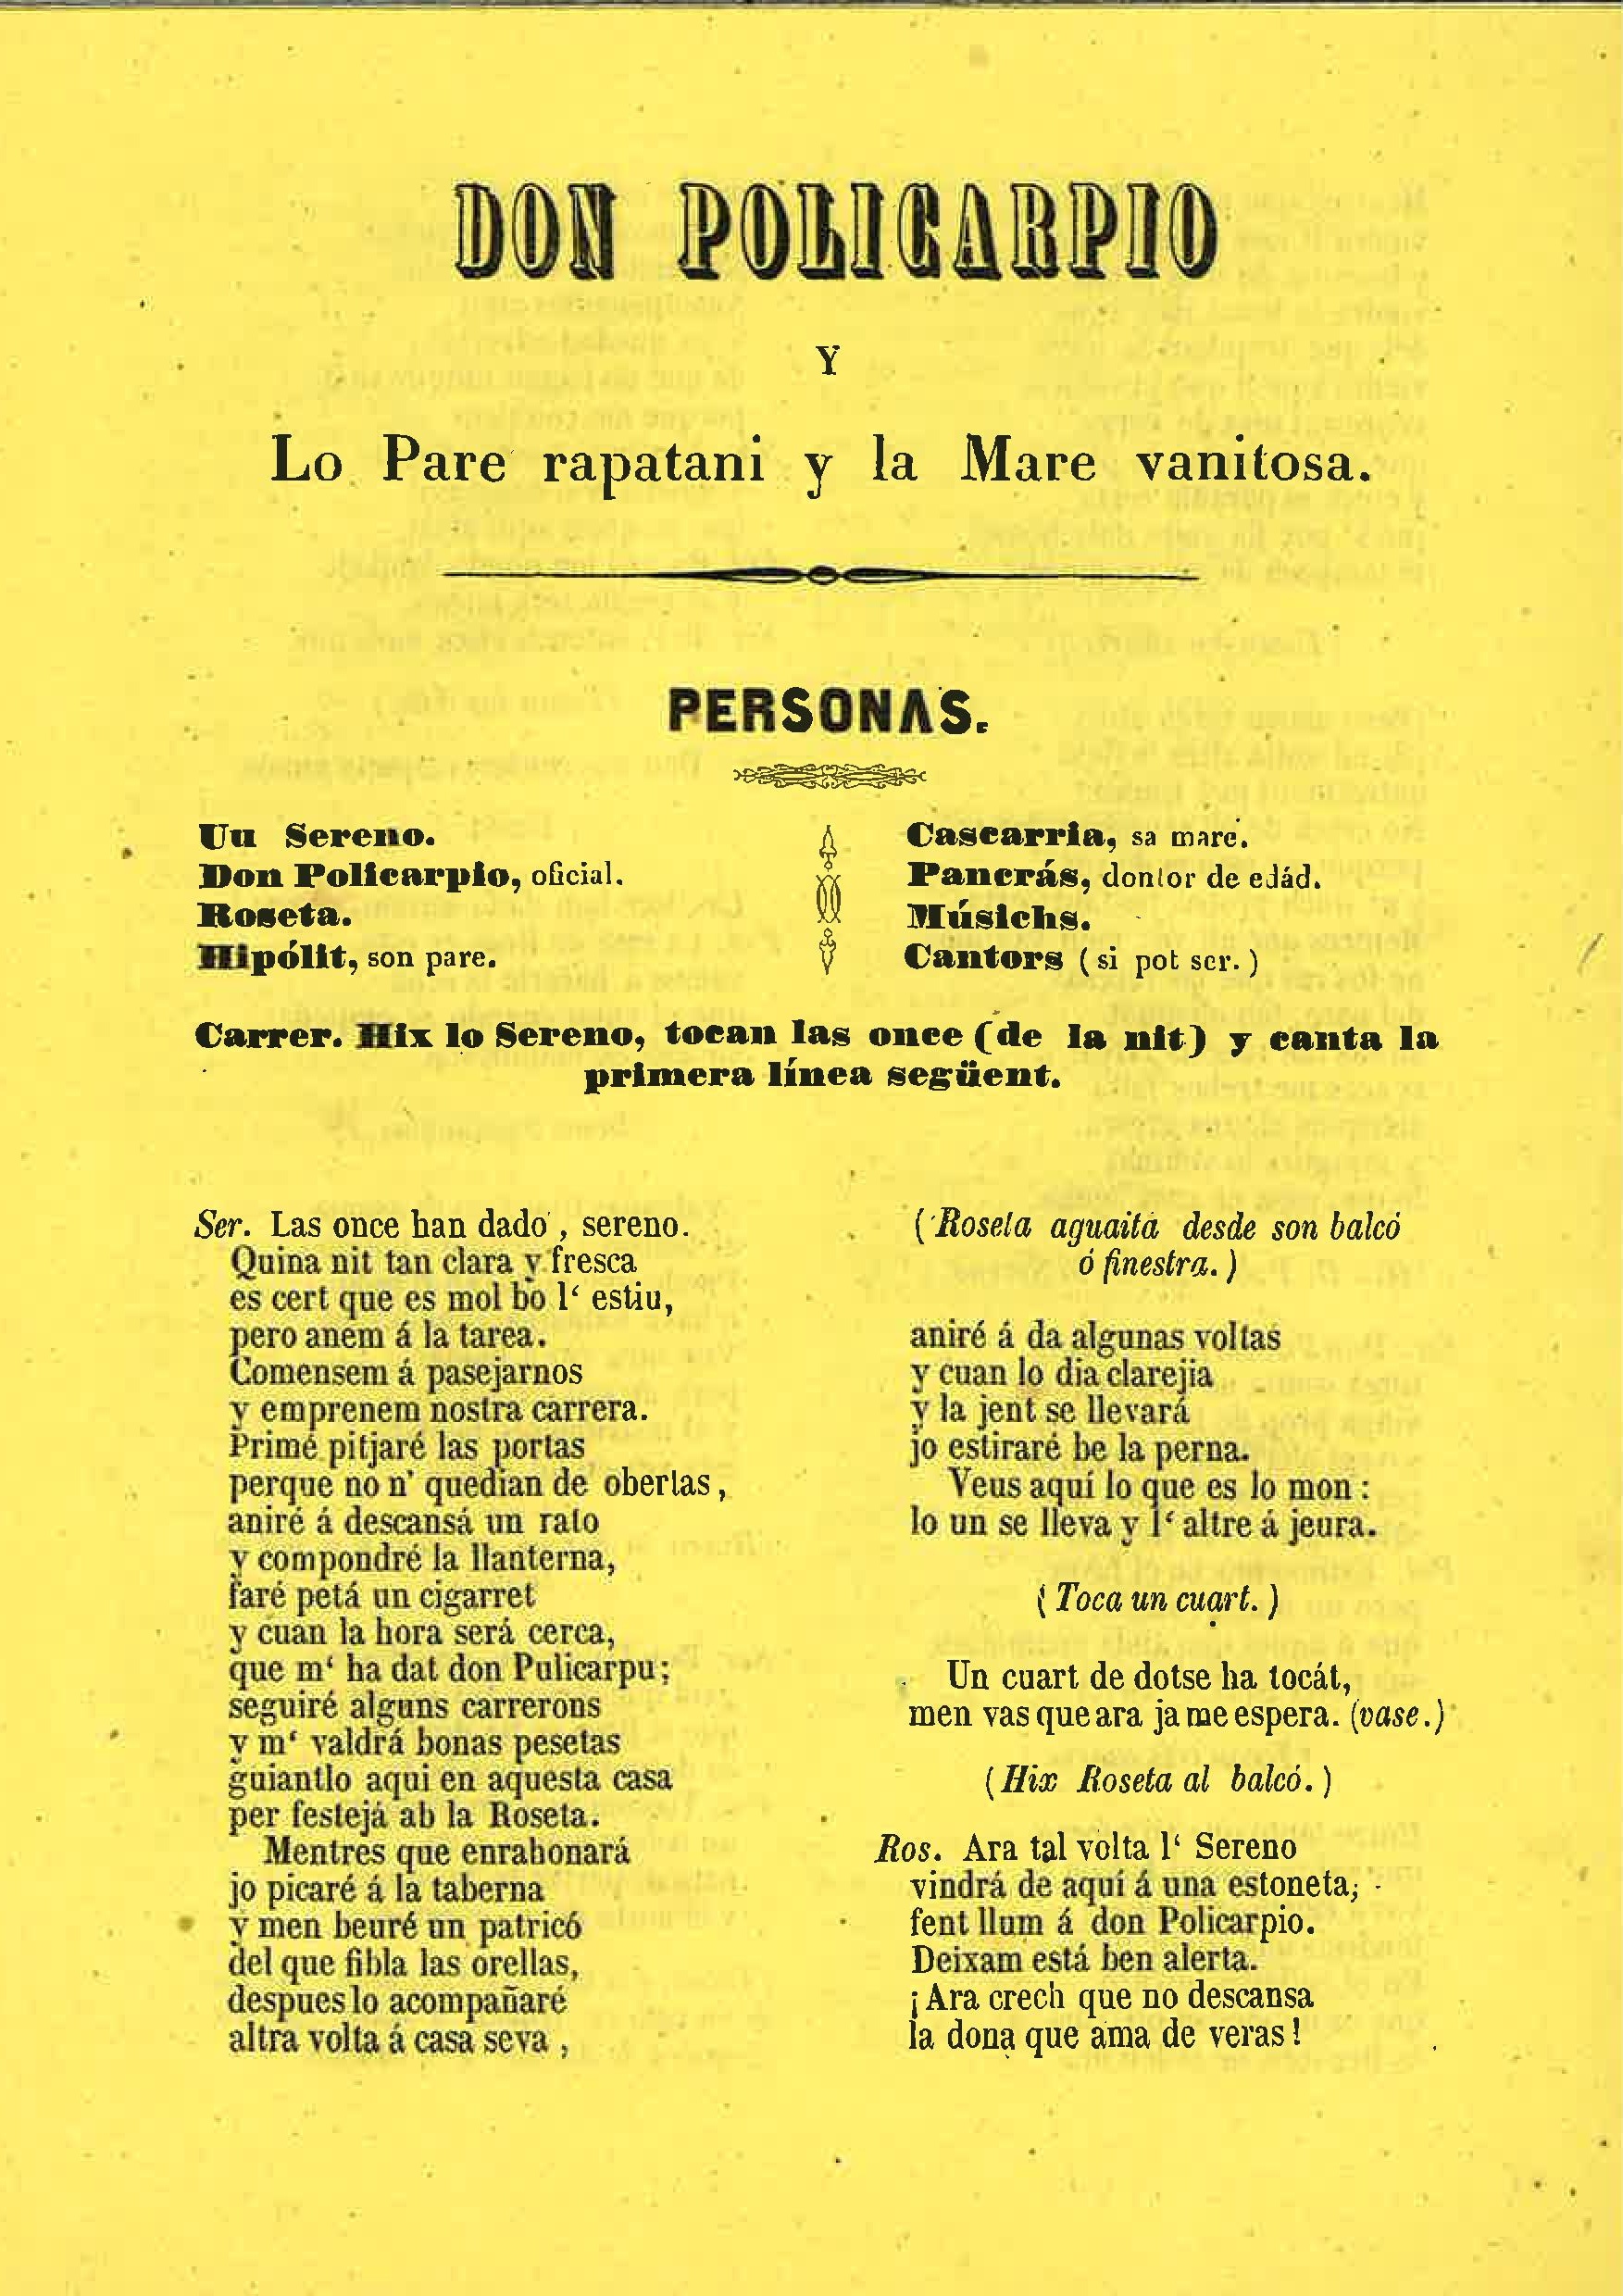 DON POLICARPIO
Y
Lo Pare rapatani y la Mare vanitosa.
PERSONAS.
Uu Sereno.
Don Policarpio, oficial.
Roseta.
Hipólit, son pare.
Cascarria, sa mare.
Pancrás, dontor de edád.
Músichs.
Cantors ( si pot ser. )
Carrer. Hix lo Sereno, tocan las once (de la nit) y canta la
primera línea següent.
Ser. Las once han dado , sereno.
Quina nit tan clara y fresca
es cert que es mol bo l‘ estiu,
pero anem á la tarea.
Comensem á pasejarnos
y emprenem nostra carrera.
Primé pitjaré las portas
perque no n’ quedian de obertas,
aniré á descansá un rato
y compondré la llanterna,
faré petá un cigarret
y cuan la hora será cerca,
que m‘ ha dat don Pulicarpu;
seguiré alguns carrerons
y m‘ valdrá bonas pesetas
guiantlo aqui en aquesta casa
per festejá ab la Roseta.
Mentres que enrahonará
jo picaré á la taberna
y men beuré un patricó
del que fibla las orellas,
despues lo acompañaré
altra volta á casa seva ,
( Roseta aguaita desde son balcó
ó finestra. )
aniré á da algunas voltas
y cuan lo dia clarejia
y la jent se llevará
jo estiraré be la perna.
Veus aquí lo que es lo mon :
lo un se lleva y l‘ altre á jeura.
( Toca un cuart. )
Un cuart de dotse ha tocát,
men vas que ara ja me espera. (vase.)
( Hix Roseta al balcó. )
Ros. Ara tal volta l‘ Sereno
vindrá de aquí á una estoneta;
fent llum á don Policarpio.
Deixam está ben alerta.
¡ Ara crech que no descansa
la dona que ama de veras !